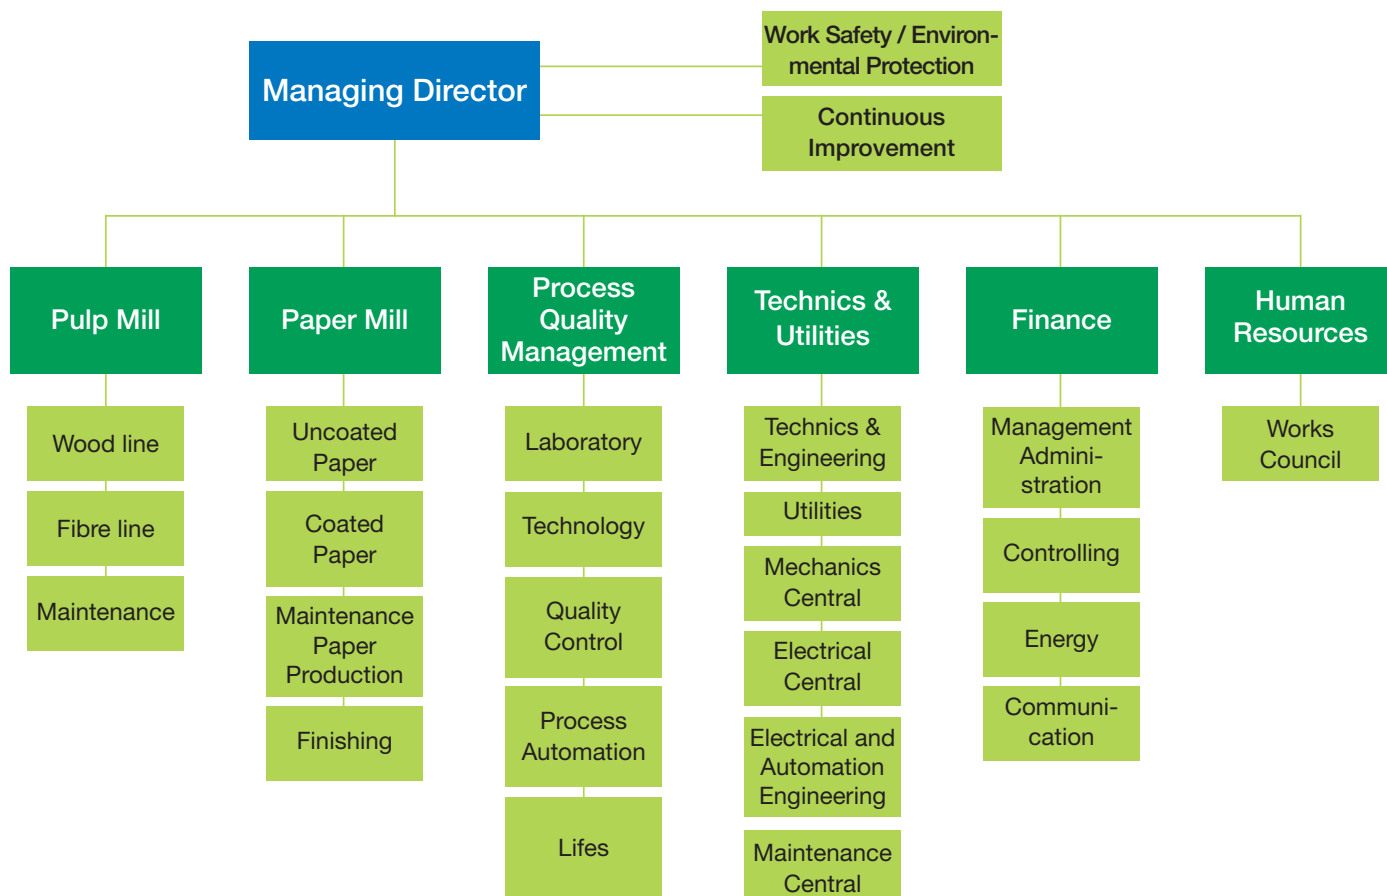 Work Safety / Environ-
mental Protection
Managing Director
Continuous
Improvement
Pulp Mill
Paper Mill
Process
Quality
Management
Technics &
Utilities
Finance
Human
Resources
Wood line
Fibre line
Maintenance
Uncoated
Paper
Coated
Paper
Maintenance
Paper
Production
Finishing
Laboratory
Technology
Quality
Control
Process
Automation
Lifes
Technics &
Engineering
Utilities
Mechanics
Central
Electrical
Central
Electrical and
Automation
Engineering
Maintenance
Central
Management
Admini-
stration
Controlling
Energy
Communi-
cation
Works
Council